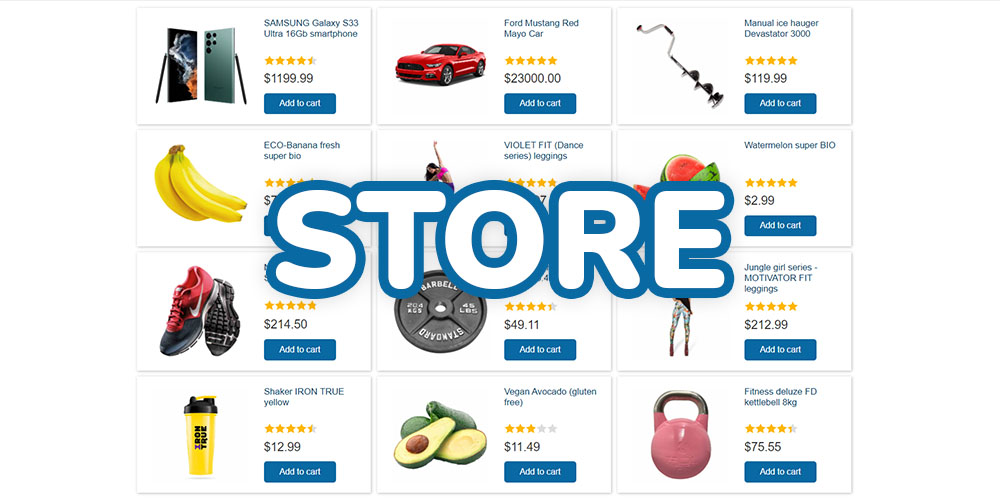 SAMSUNG Galaxy S33
Ultra 16Gb smartphone
$1199.99
Add to cart
Ford Mustang Red
Mayo Car
$23000.00
Add to cart
Manual ice hauger
Devastator 3000
$119.99
Add to cart
ECO-Banana fresh
super bio
VIOLET FIT (Dance
series) leggings
Watermelon super BIO
$2.99
Add to cart
STORE
$214.50
Add to cart
BARBELL
20.4
KGS
45
LBS
STANDARD
$49.11
Add to cart
Jungle girl series -
MOTIVATOR FIT
leggings
$212.99
Add to cart
Shaker IRON TRUE
yellow
IRON
TRUE
$12.99
Add to cart
Vegan Avocado (gluten
free)
$11.49
Add to cart
Fitness deluze FD
kettlebell 8kg
$75.55
Add to cart